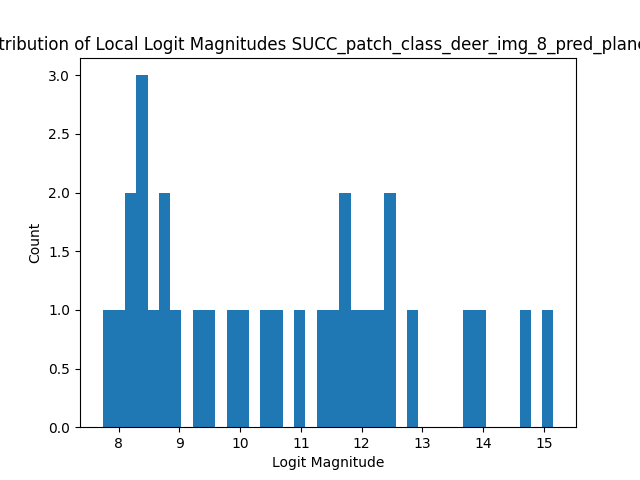 tribution of Local Logit Magnitudes SUCC_patch_class_deer_img_8_pred_plane
3.0
2.5
2.0
1.5
1.0
0.5
0.0
Count
8 9 10 11 12 13 14 15
Logit Magnitude